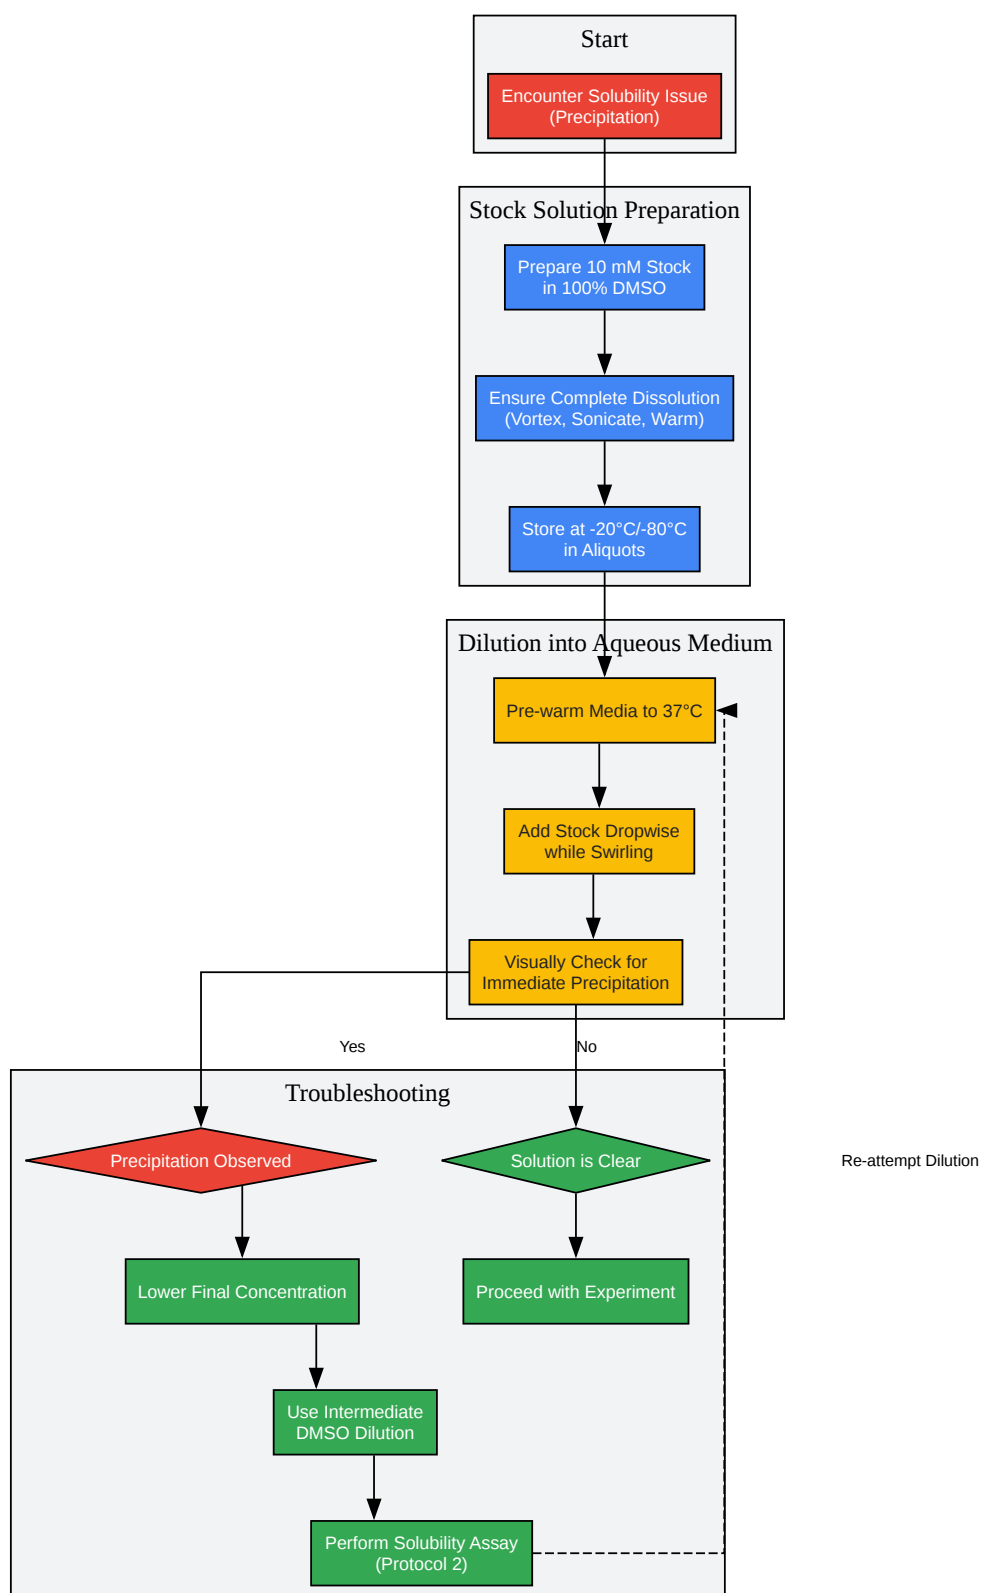 Start
Encounter Solubility Issue
(Precipitation)
Stock Solution Preparation
Prepare 10 mM Stock
in 100% DMSO
Ensure Complete Dissolution
(Vortex, Sonicate, Warm)
Store at -20°C/-80°C
in Aliquots
Dilution into Aqueous Medium
Pre-warm Media to 37°C
Add Stock Dropwise
while Swirling
Visually Check for
Immediate Precipitation
Yes
No
Troubleshooting
Precipitation Observed
Solution is Clear
Re-attempt Dilution
Lower Final Concentration
Proceed with Experiment
Use Intermediate
DMSO Dilution
Perform Solubility Assay
(Protocol 2)